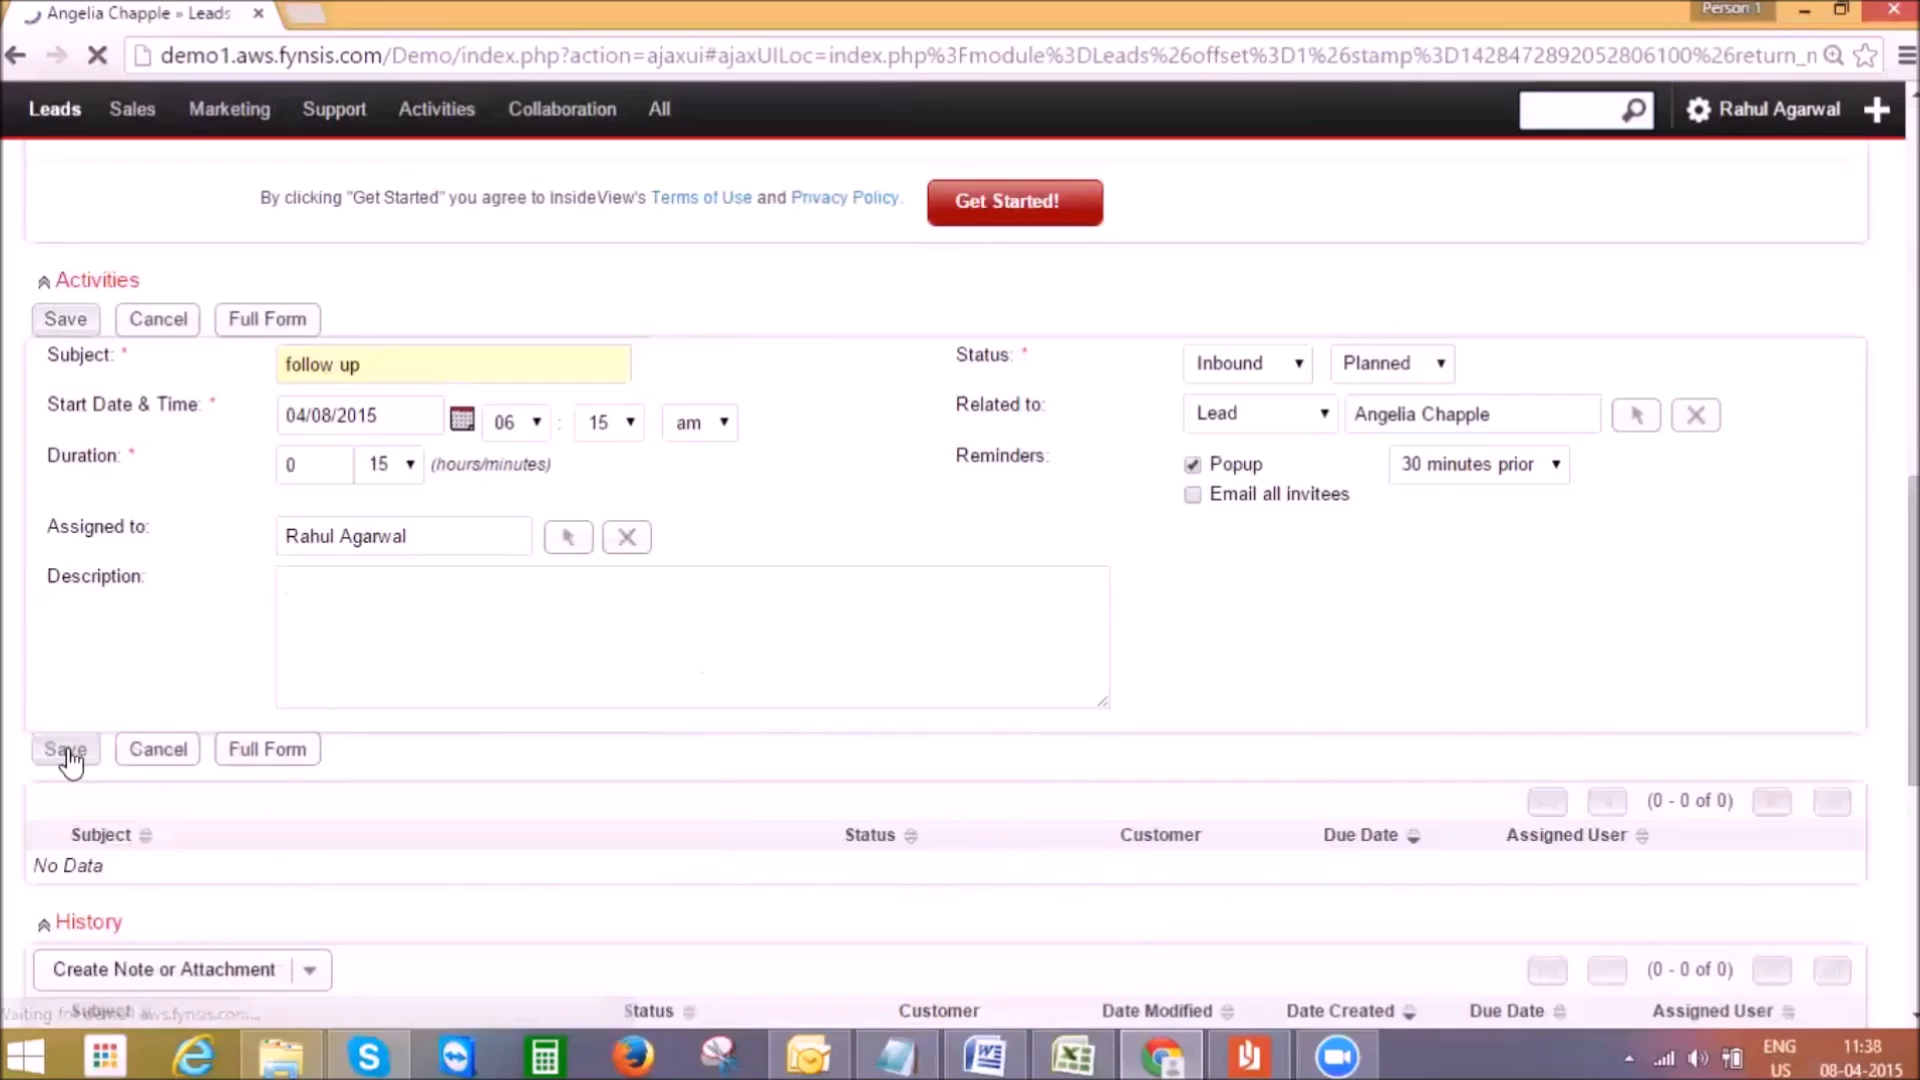 Angelia Chapple » Leads
Person 1
demo1.aws.fynsis.com/Demo/index.php?action=ajaxui#ajaxUILoc=index.php%3Fmodule%3DLeads%26offset%3D1%26stamp%3D1428472892052806100%26return_n
Leads Sales Marketing Support Activities Collaboration All Rahul Agarwal
By clicking "Get Started" you agree to InsideView's Terms of Use and Privacy Policy. Get Started!
Activities
Save Cancel Full Form
Subject: * follow up Status: * Inbound Planned
Start Date & Time: * 04/08/2015 06 : 15 am Related to: Lead Angelia Chapple
Duration: * 0 15 (hours/minutes) Reminders: Popup 30 minutes prior
Email all invitees
Assigned to: Rahul Agarwal
Description:
Save Cancel Full Form
(0 - 0 of 0)
Subject Status Customer Due Date Assigned User
No Data
History
Create Note or Attachment (0 - 0 of 0)
Subject Status Customer Date Modified Date Created Due Date Assigned User
ENG 11:38
US 08-04-2015